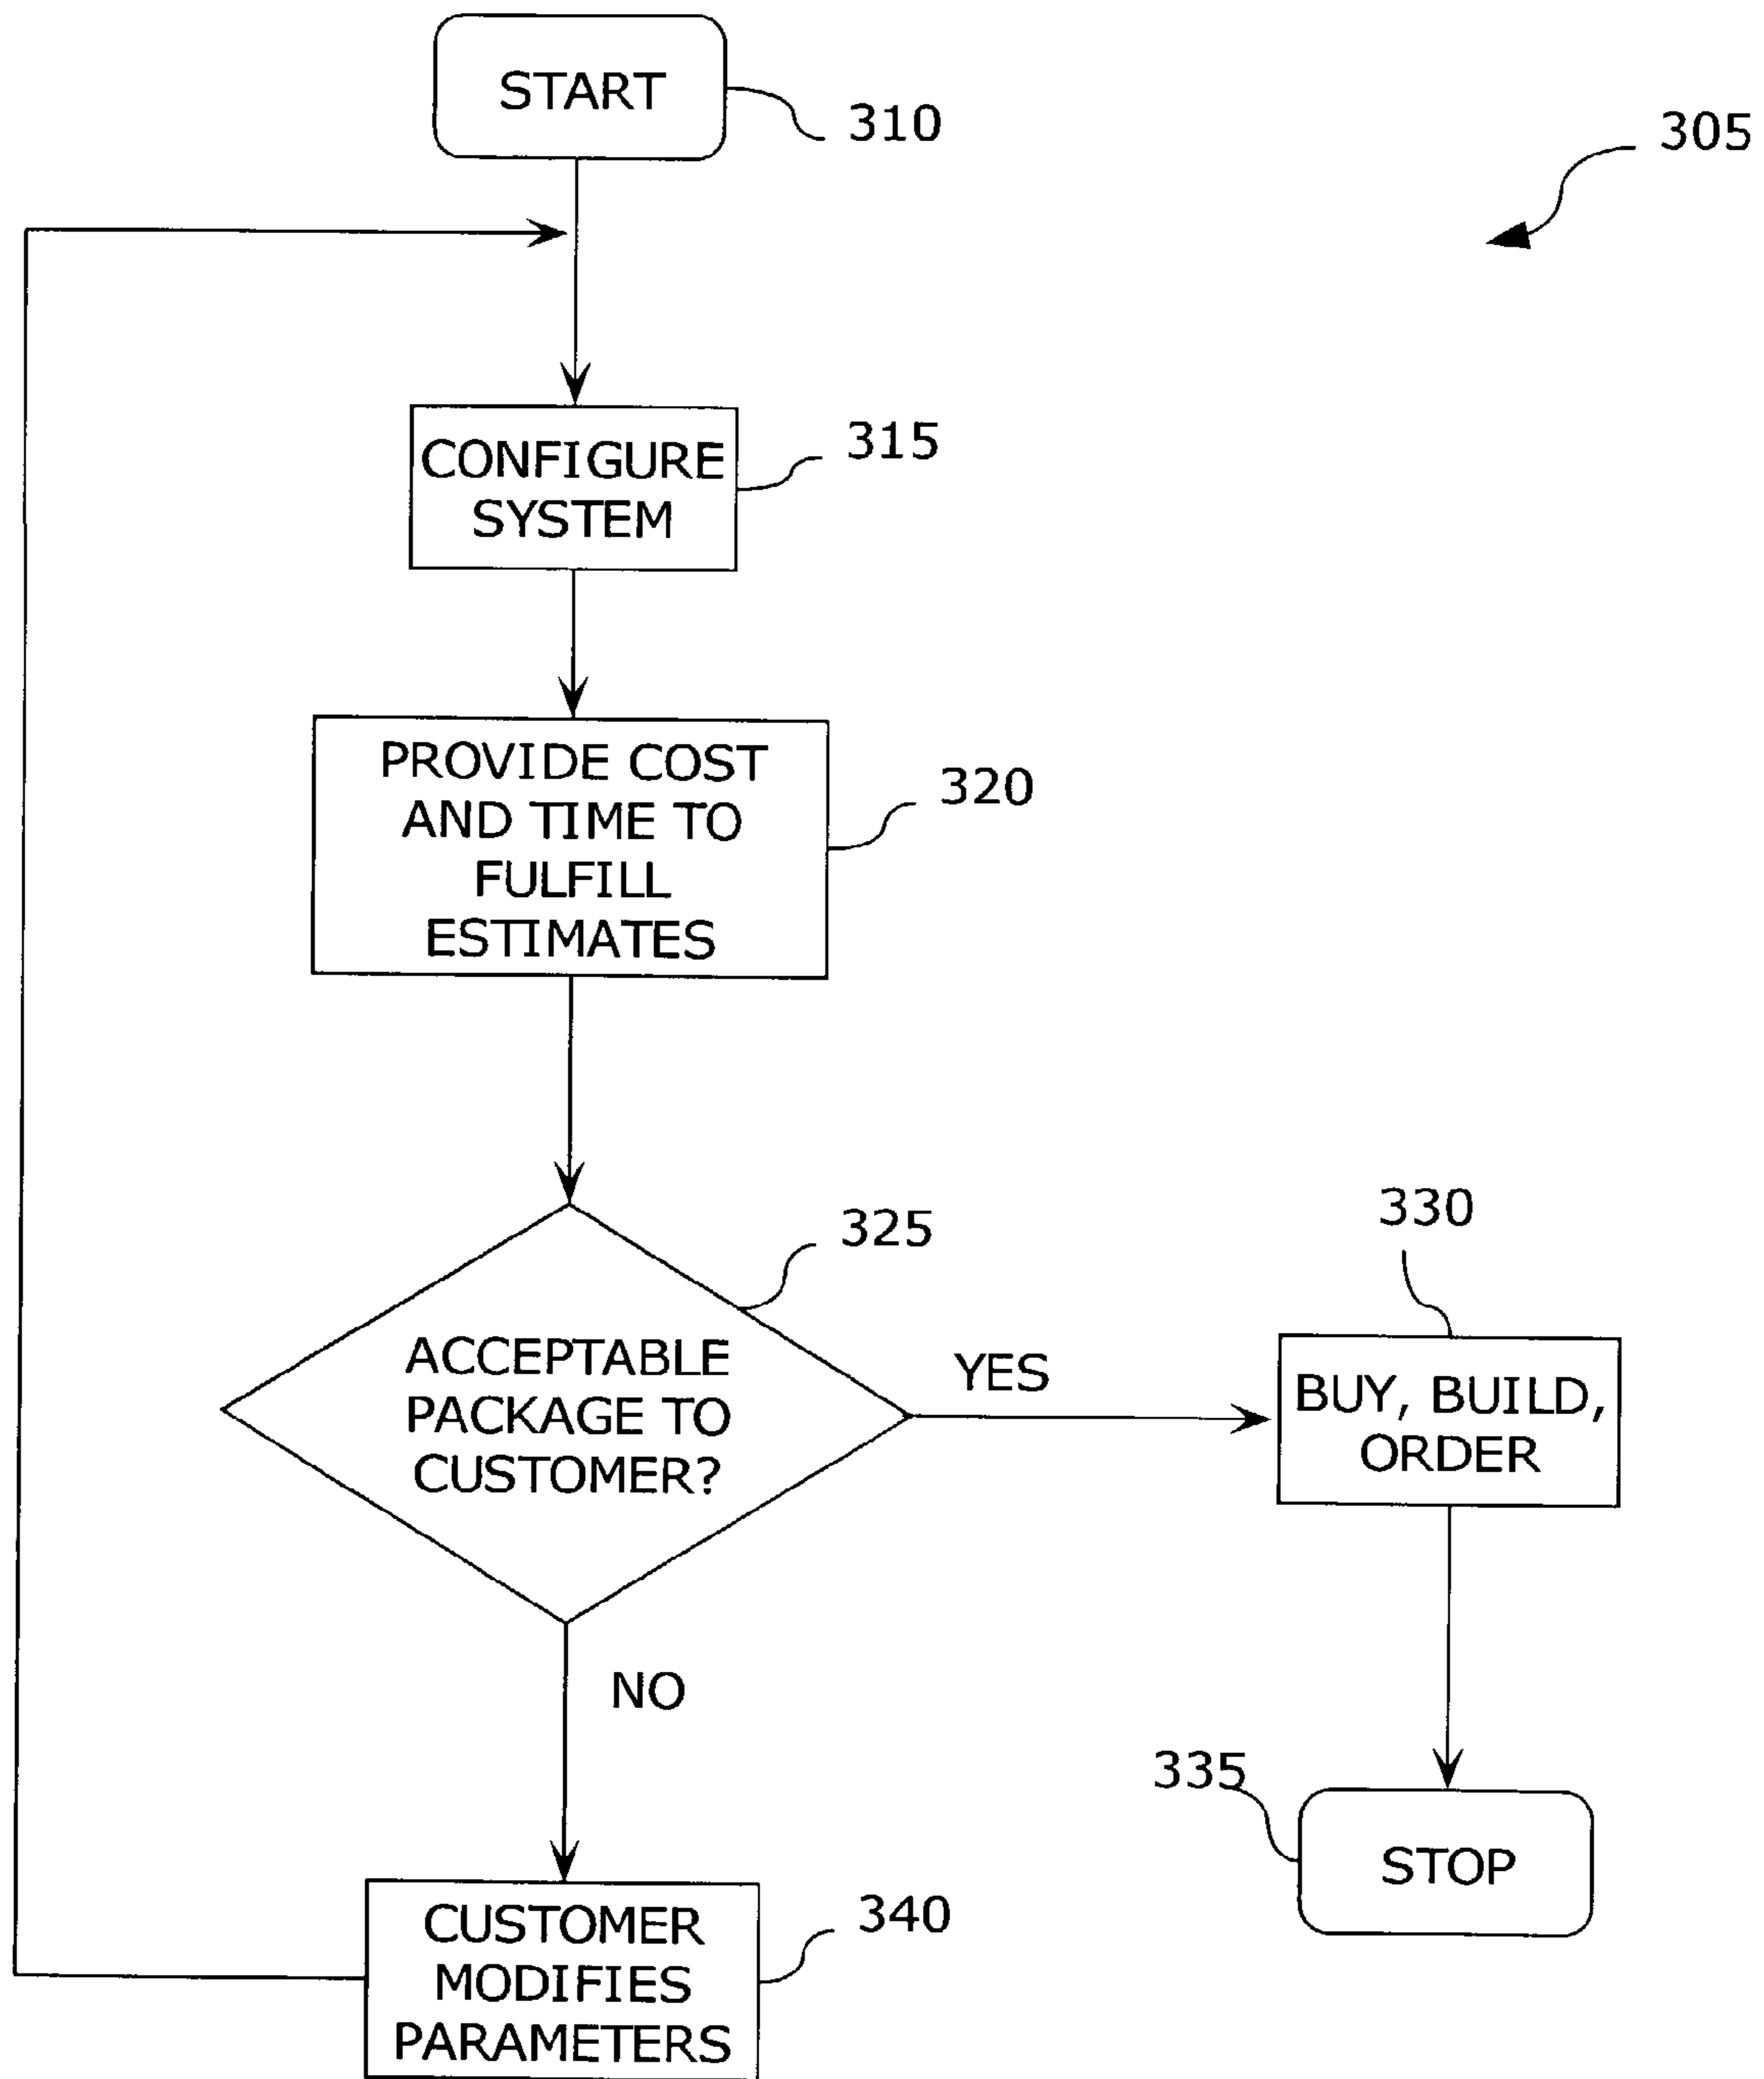 START
310
305
CONFIGURE
SYSTEM
315
PROVIDE COST
AND TIME TO
FULFILL
ESTIMATES
320
325
ACCEPTABLE
PACKAGE TO
CUSTOMER?
YES
330
BUY, BUILD,
ORDER
NO
335
STOP
CUSTOMER
MODIFIES
PARAMETERS
340